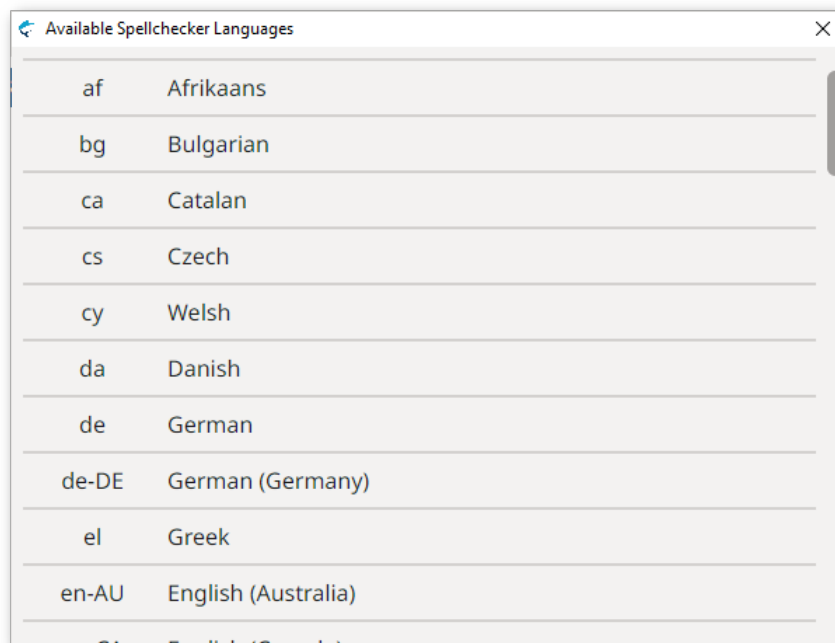 Available Spellchecker Languages
af Afrikaans
bg Bulgarian
ca Catalan
cs Czech
cy Welsh
da Danish
de German
de-DE German (Germany)
el Greek
en-AU English (Australia)